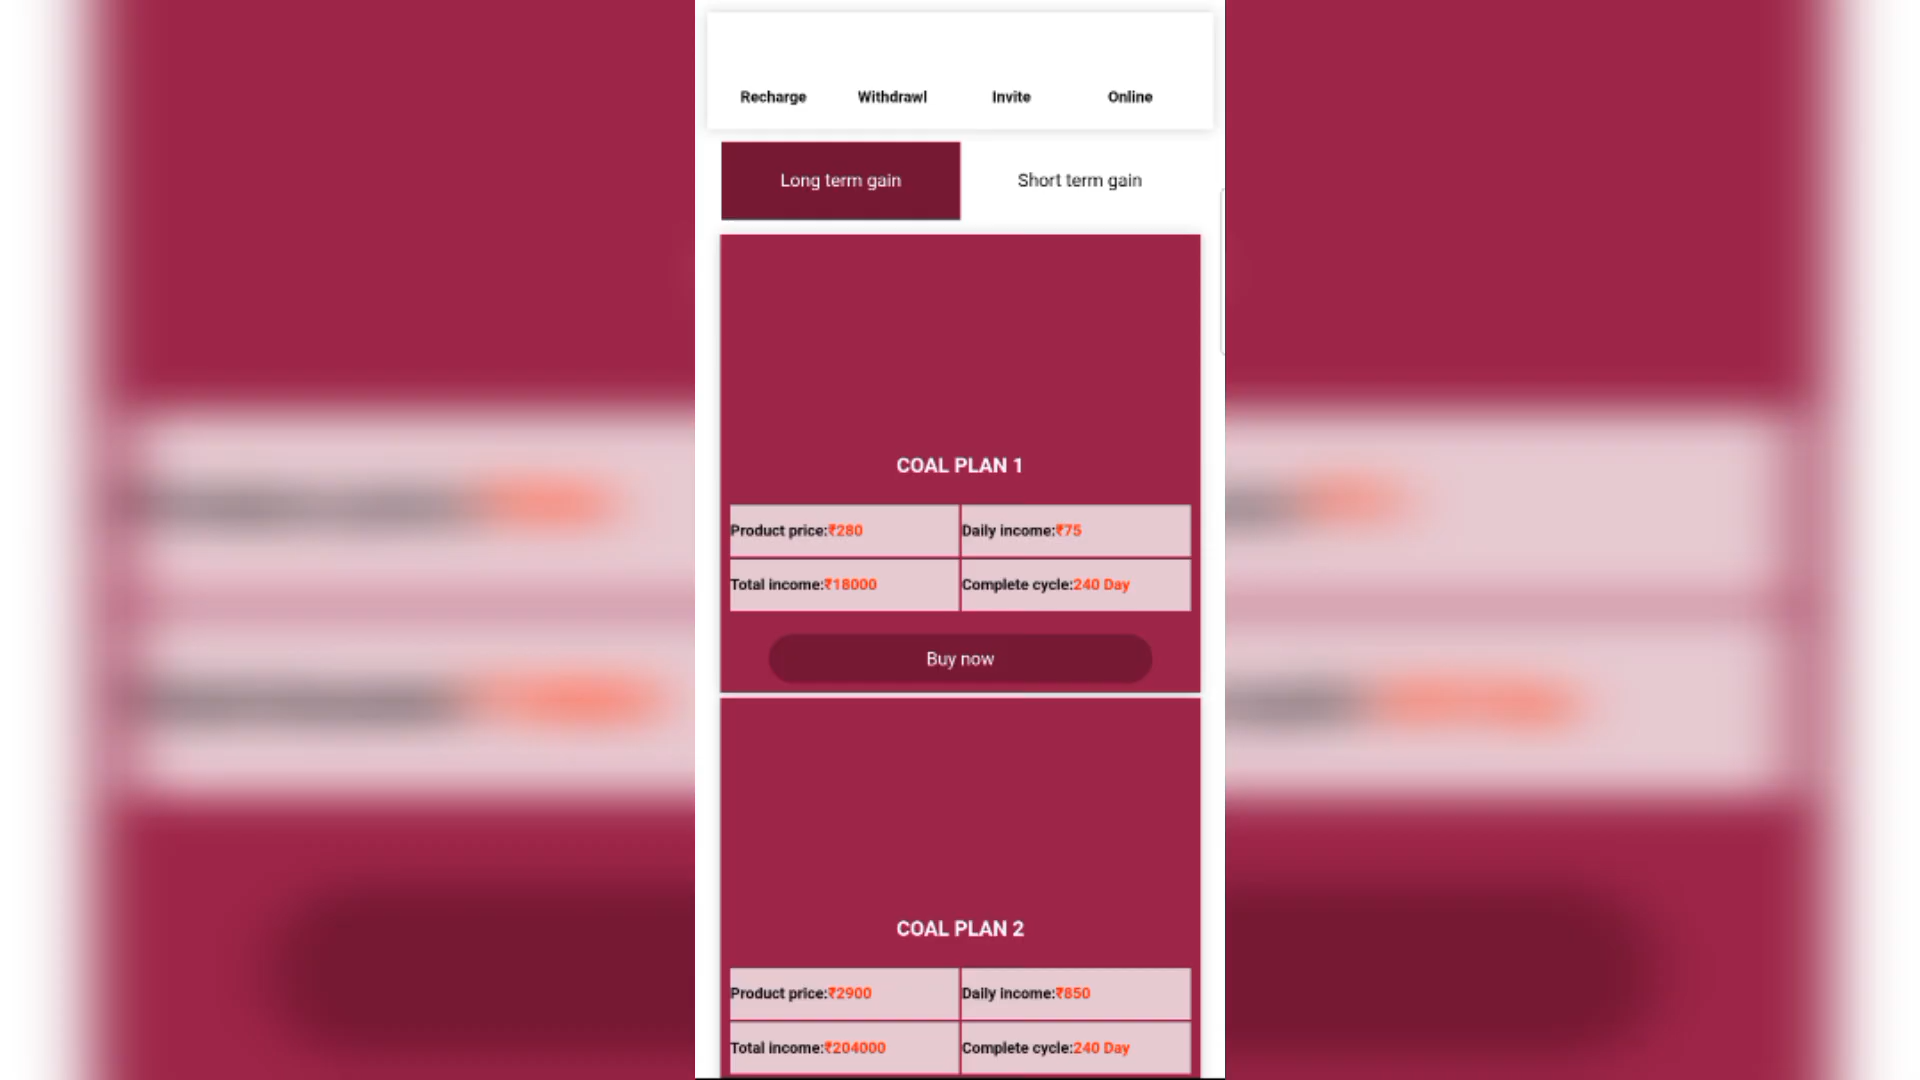 Recharge Withdrawl Invite Online
Long term gain Short term gain
COAL PLAN 1
Product price:₹280 Daily income:₹75
Total income:₹18000 Complete cycle:240 Day
Buy now
COAL PLAN 2
Product price:₹2900 Daily income:₹850
Total income:₹204000 Complete cycle:240 Day